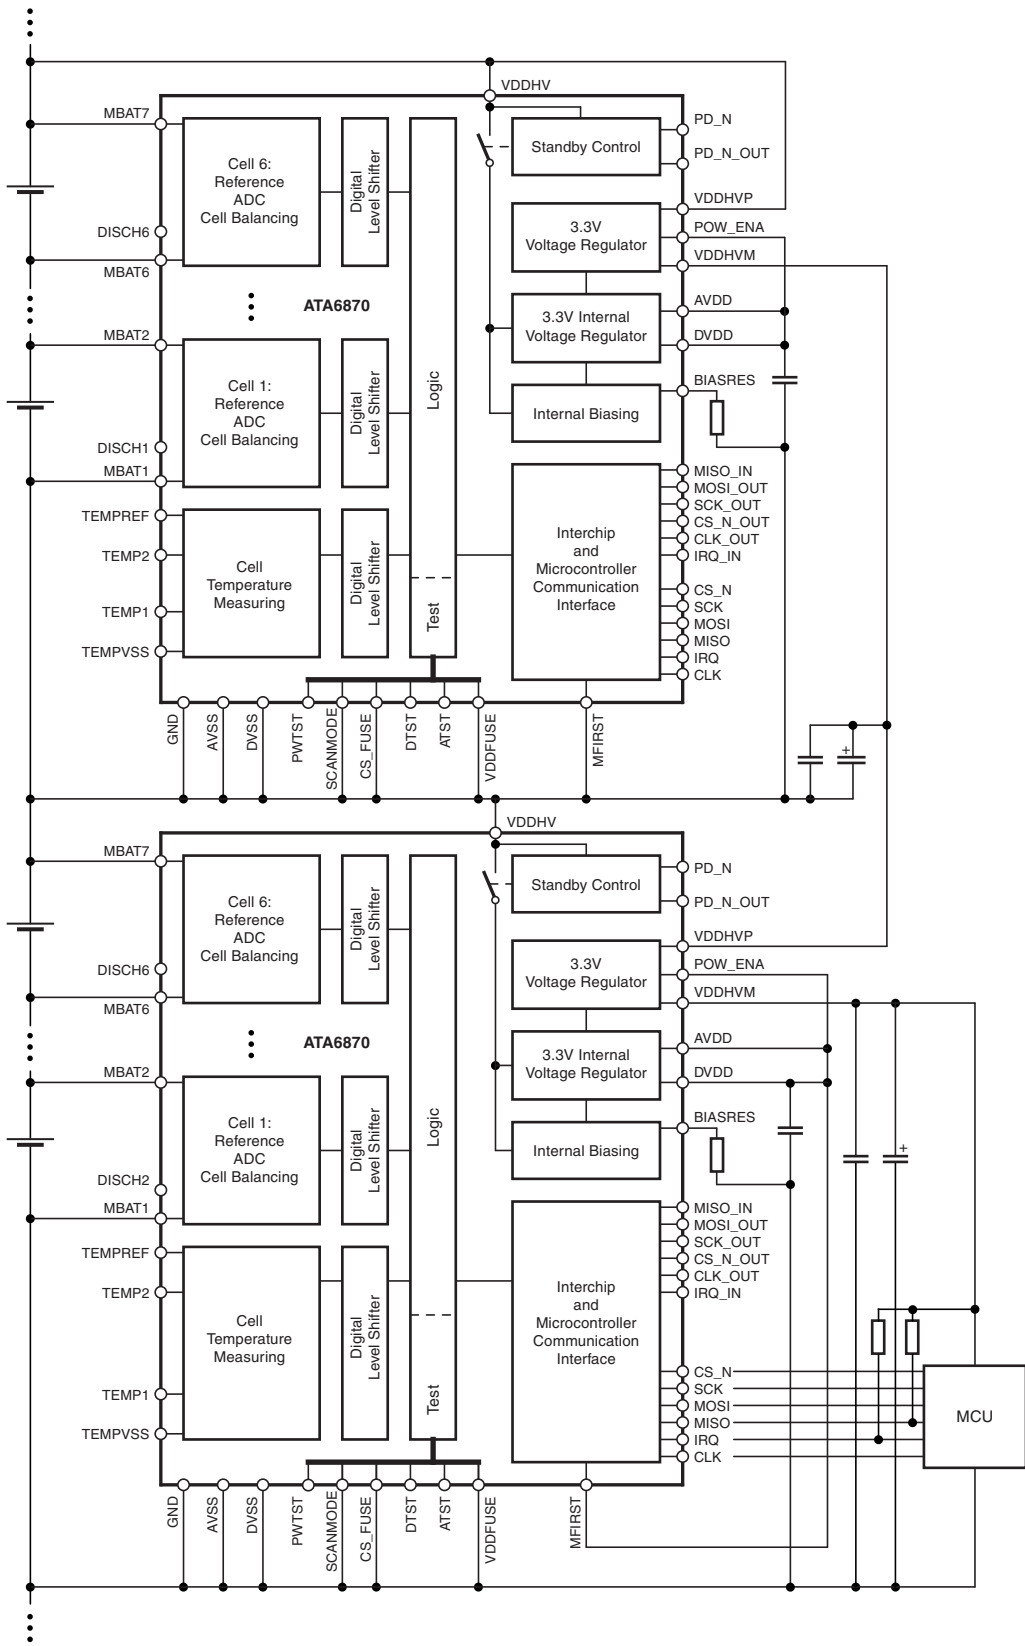 VDDHV
MBAT7
PD_N
Standby Control
PD_N_OUT
Cell 6:
Reference
ADC
Cell Balancing
Digital
Level Shifter
VDDHVP
3.3V
Voltage Regulator
POW_ENA
DISCH6
VDDHVM
MBAT6
ATA6870
AVDD
3.3V Internal
Voltage Regulator
MBAT2
DVDD
Cell 1:
Reference
ADC
Cell Balancing
Digital
Level Shifter
Logic
BIASRES
Internal Biasing
DISCH1
MBAT1
MISO_IN
MOSI_OUT
SCK_OUT
CS_N_OUT
CLK_OUT
IRQ_IN
TEMPREF
TEMP2
Cell
Temperature
Measuring
Digital
Level Shifter
Interchip
and
Microcontroller
Communication
Interface
CS_N
SCK
MOSI
MISO
IRQ
CLK
TEMP1
Test
TEMPVSS
GND
AVSS
DVSS
PWTST
SCANMODE
CS_FUSE
DTST
ATST
VDDFUSE
MFIRST
+
VDDHV
MBAT7
PD_N
Standby Control
PD_N_OUT
Cell 6:
Reference
ADC
Cell Balancing
Digital
Level Shifter
VDDHVP
3.3V
Voltage Regulator
POW_ENA
DISCH6
VDDHVM
MBAT6
ATA6870
AVDD
3.3V Internal
Voltage Regulator
MBAT2
DVDD
Cell 1:
Reference
ADC
Cell Balancing
Digital
Level Shifter
Logic
BIASRES
Internal Biasing
+
DISCH2
MBAT1
MISO_IN
MOSI_OUT
SCK_OUT
CS_N_OUT
CLK_OUT
IRQ_IN
TEMPREF
TEMP2
Cell
Temperature
Measuring
Digital
Level Shifter
Interchip
and
Microcontroller
Communication
Interface
CS_N
SCK
MOSI
MISO
IRQ
CLK
MCU
TEMP1
Test
TEMPVSS
GND
AVSS
DVSS
PWTST
SCANMODE
CS_FUSE
DTST
ATST
VDDFUSE
MFIRST